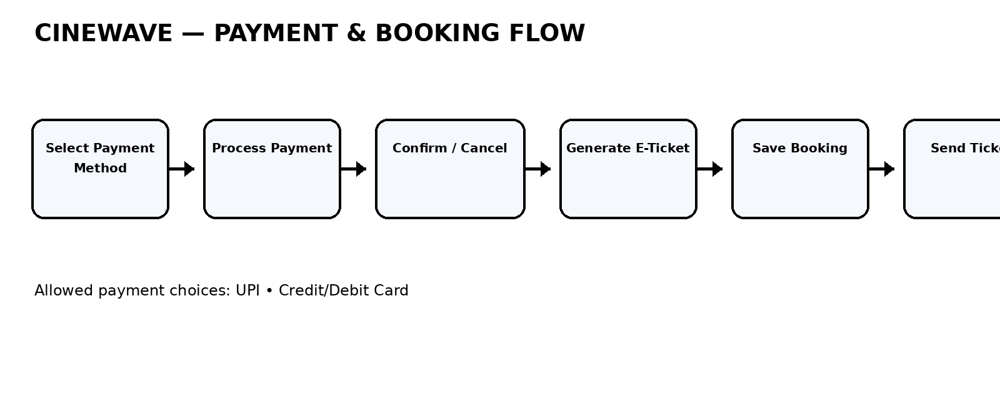 CINEWAVE — PAYMENT & BOOKING FLOW
Select Payment
Method
Process Payment
Confirm / Cancel
Generate E-Ticket
Save Booking
Send
Allowed payment choices: UPI • Credit/Debit Card